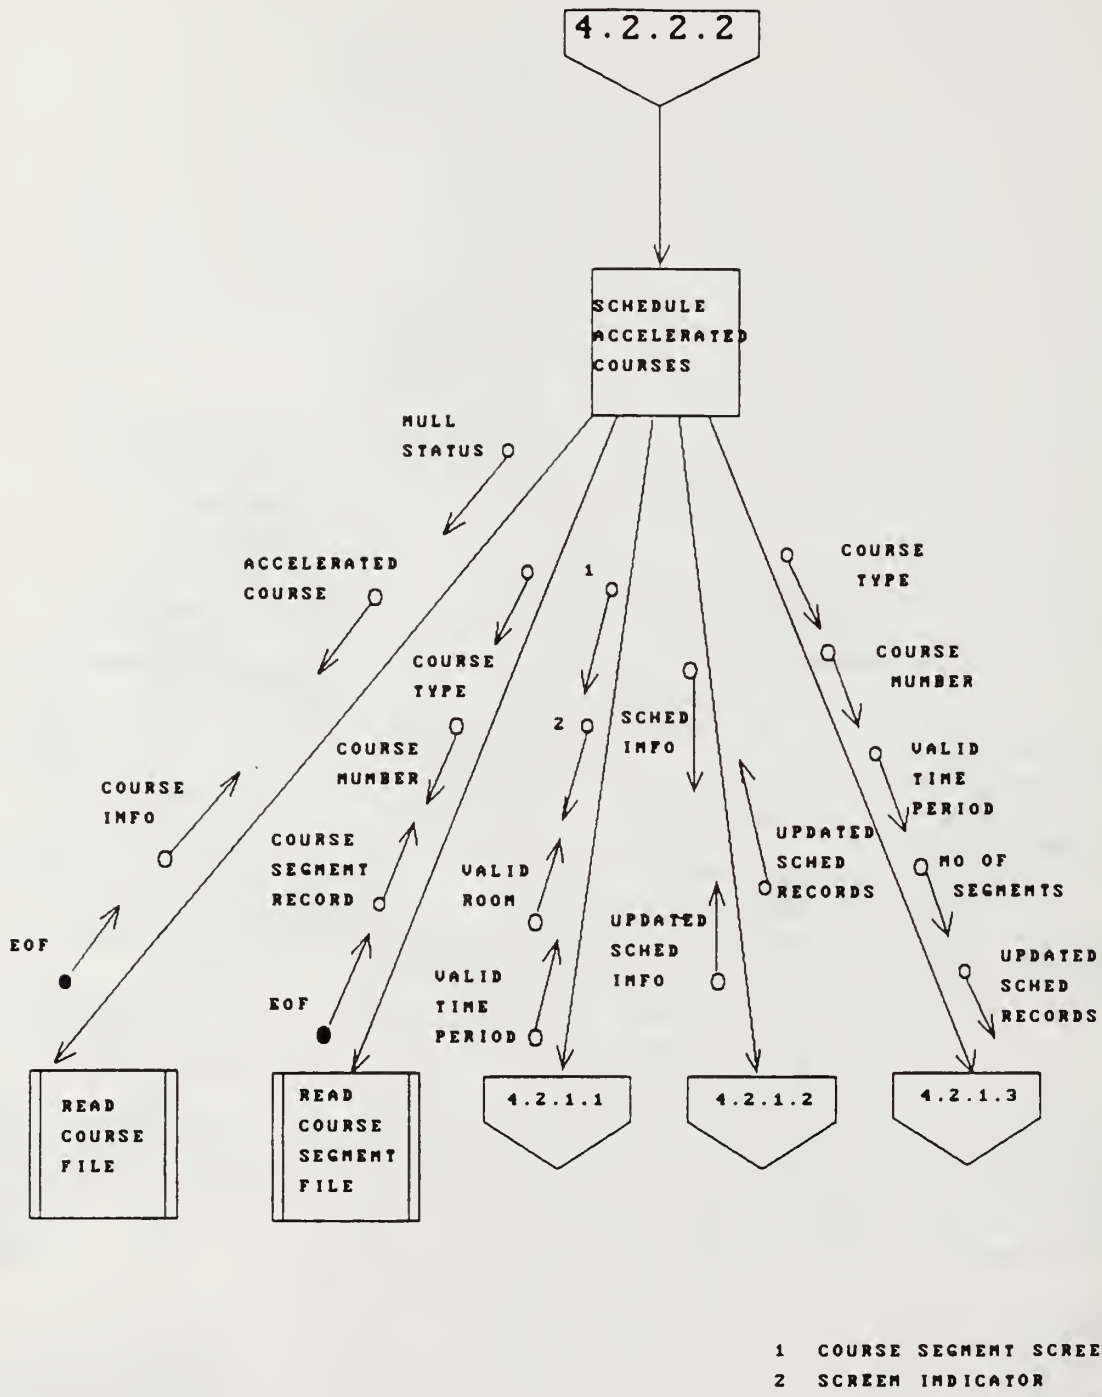 4.2.2.2
SCHEDULE
ACCELERATED
COURSES
NULL
STATUS
ACCELERATED
COURSE
COURSE
INFO
EOF
COURSE
TYPE
COURSE
NUMBER
COURSE
SEGMENT
RECORD
EOF
1
2
VALID
ROOM
VALID
TIME
PERIOD
SCHED
INFO
UPDATED
SCHED
INFO
UPDATED
SCHED
RECORDS
COURSE
TYPE
COURSE
NUMBER
VALID
TIME
PERIOD
NO OF
SEGMENTS
UPDATED
SCHED
RECORDS
READ
COURSE
FILE
READ
COURSE
SEGMENT
FILE
4.2.1.1
4.2.1.2
4.2.1.3
1 COURSE SEGMENT SCREE
2 SCREEN INDICATOR